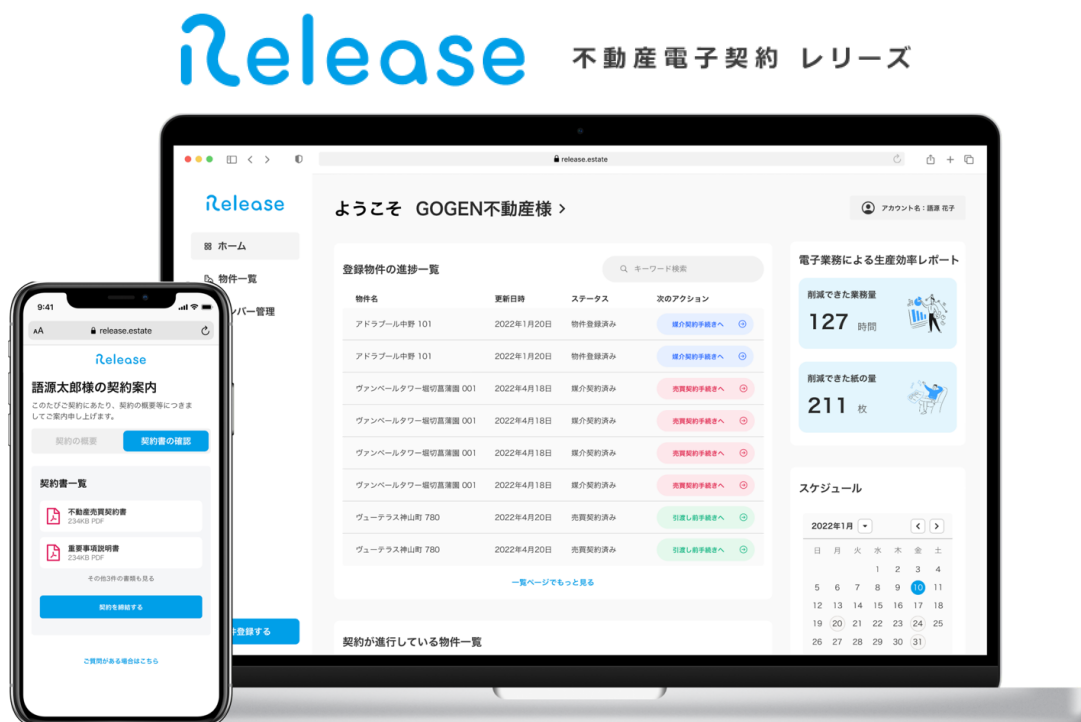 Release 不動産電子契約 レリーズ
release.estate
Release
ようこそ GOGEN不動産様 >
アカウント名:語源 花子
ホーム
物件一覧
ンバー管理
件登録する
登録物件の進捗一覧
キーワード検索
物件名 更新日時 ステータス 次のアクション
アドラブール中野 101 2022年1月20日 物件登録済み 媒介契約手続きへ
アドラブール中野 101 2022年1月20日 物件登録済み 媒介契約手続きへ
ヴァンベールタワー堀切菖蒲園 001 2022年4月18日 媒介契約済み 売買契約手続きへ
ヴァンベールタワー堀切菖蒲園 001 2022年4月18日 媒介契約済み 売買契約手続きへ
ヴァンベールタワー堀切菖蒲園 001 2022年4月18日 媒介契約済み 売買契約手続きへ
ヴァンベールタワー堀切菖蒲園 001 2022年4月18日 媒介契約済み 売買契約手続きへ
ヴューテラス神山町 780 2022年4月20日 売買契約済み 引渡し前手続きへ
ヴューテラス神山町 780 2022年4月20日 売買契約済み 引渡し前手続きへ
一覧ページでもっと見る
契約が進行している物件一覧
電子業務による生産効率レポート
削減できた業務量
127 時間
削減できた紙の量
211 枚
スケジュール
2022年1月
日 月 火 水 木 金 土
1 2 3 4
5 6 7 8 9 10 11
12 13 14 15 16 17 18
19 20 21 22 23 24 25
26 27 28 29 30 31
9:41
AA release.estate
Release
語源太郎様の契約案内
このたびご契約にあたり、契約の概要等につきま
してご案内申し上げます。
契約の概要 契約書の確認
契約書一覧
不動産売買契約書
234KB PDF
重要事項説明書
234KB PDF
その他3件の書類も見る
契約を締結する
ご質問がある場合はこちら